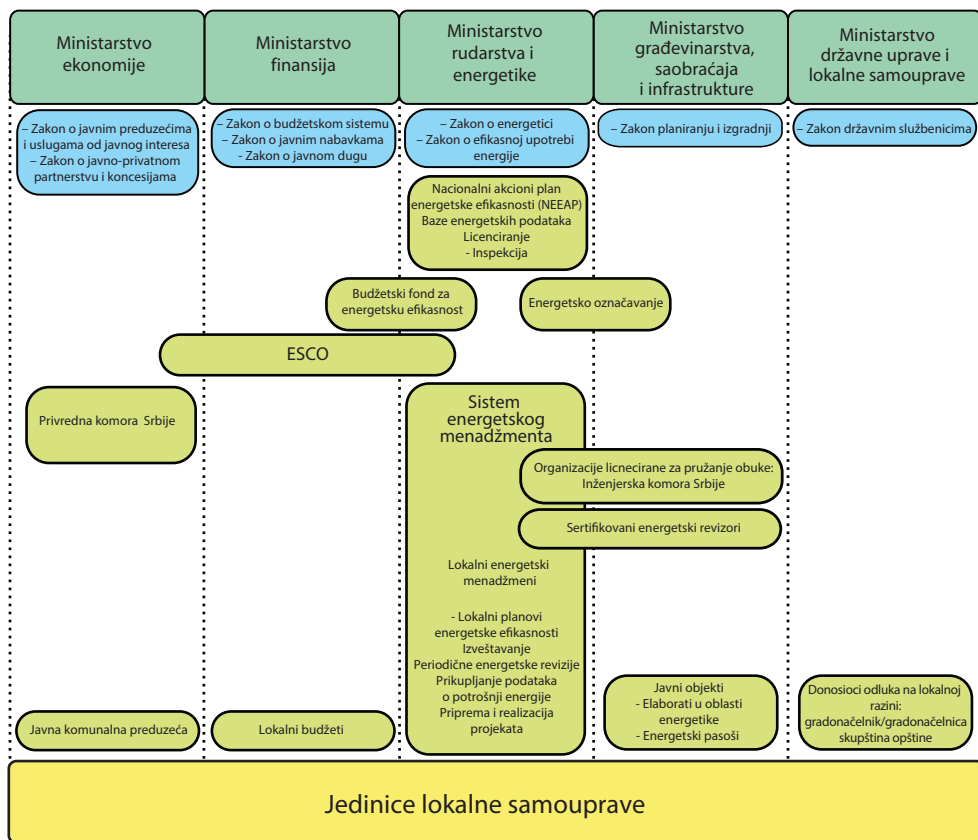 Ministarstvo
ekonomije
Ministarstvo
finansija
Ministarstvo
rudarstva i
energetike
Ministarstvo
građevinarstva,
saobraćaja
i infrastrukture
Ministarstvo
državne uprave i
lokalne samouprave
– Zakon o javnim preduzećima
i uslugama od javnog interesa
– Zakon o javno-privatnom
partnerstvu i koncesijama
– Zakon o budžetskom sistemu
– Zakon o javnim nabavkama
- Zakon o javnom dugu
– Zakon o energetici
– Zakon o efikasnoj upotrebi
energije
– Zakon planiranju i izgradnji
– Zakon državnim službenicima
Nacionalni akcioni plan
energetske efikasnosti (NEEAP)
Baze energetskih podataka
Licenciranje
- Inspekcija
Budžetski fond za
energetsku efikasnost
Energetsko označavanje
ESCO
Privredna komora Srbije
Sistem
energetskog
menadžmenta
Organizacije licnecirane za pružanje obuke:
Inženjerska komora Srbije
Sertifikovani energetski revizori
Lokalni energetski
menadžmeni
- Lokalni planovi
energetske efikasnosti
Izveštavanje
Periodične energetske revizije
Prikupljanje podataka
o potrošnji energije
Priprema i realizacija
projekata
Javna komunalna preduzeća
Lokalni budžeti
Javni objekti
- Elaborati u oblasti
energetike
- Energetski pasoši
Donosioci odluka na lokalnoj
razini:
gradonačelnik/gradonačelnica
skupština opštine
Jedinice lokalne samouprave